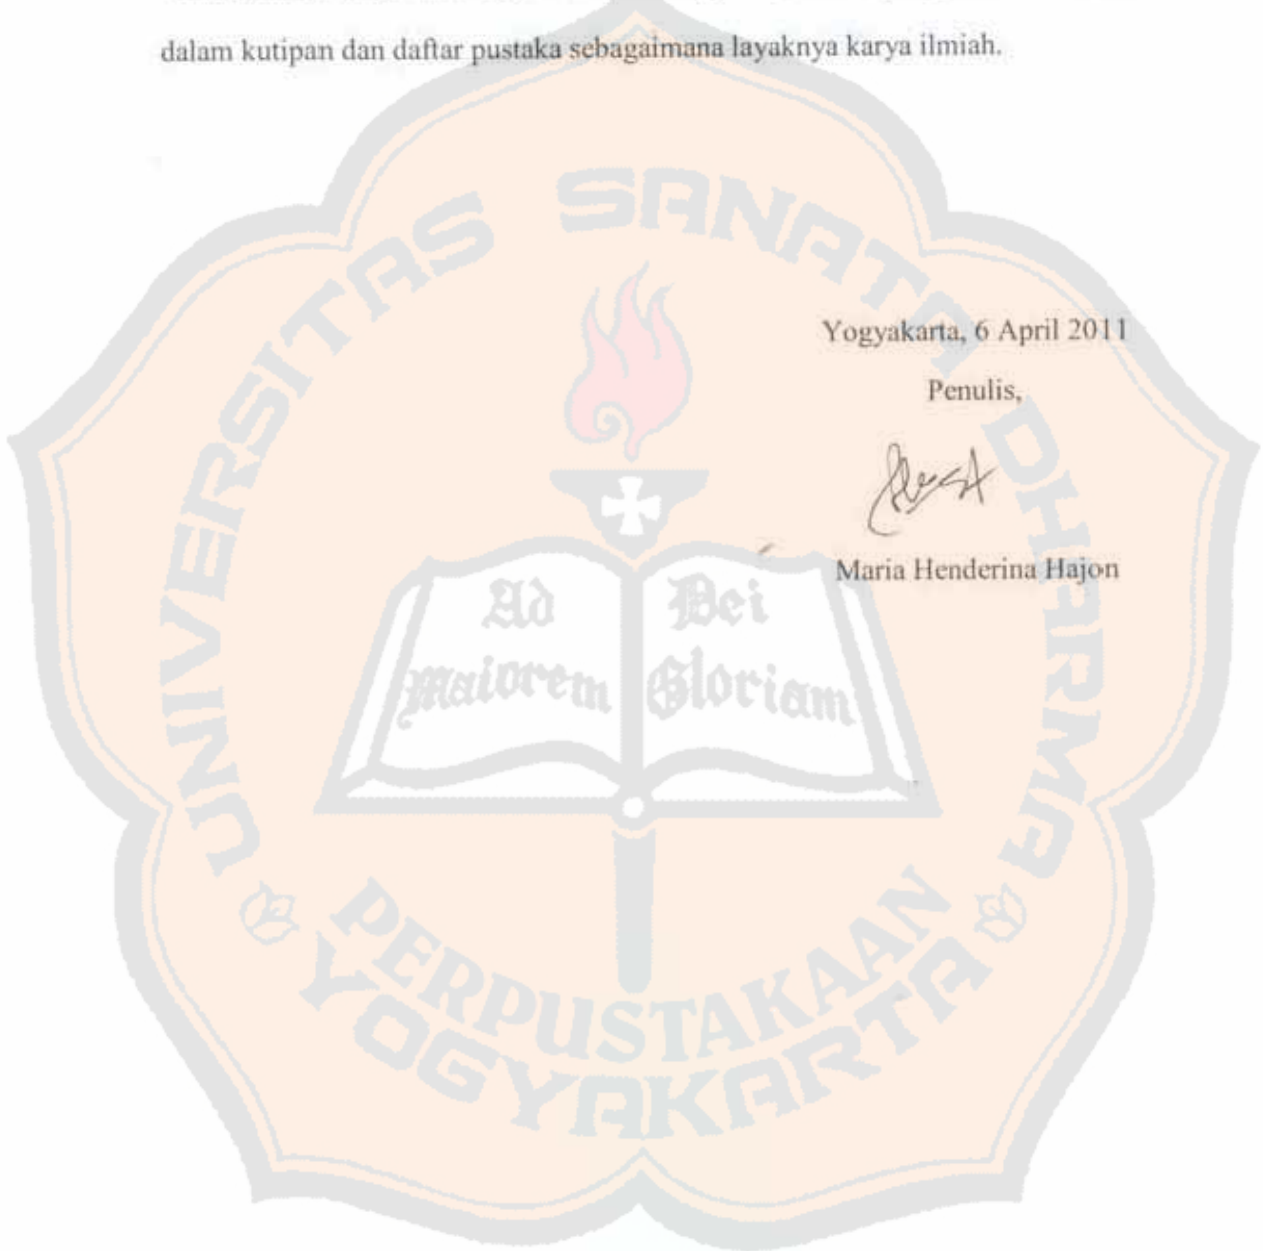 dalam kutipan dan daftar pustaka sebagaimana layaknya karya ilmiah.
Yogyakarta, 6 April 2011
Penulis,
Maria Henderina Hajon
UNIVERSITAS SANATA DHARMA
Ad Dei
maiorem Gloriam
PERPUSTAKAAN
YOGYAKARTA